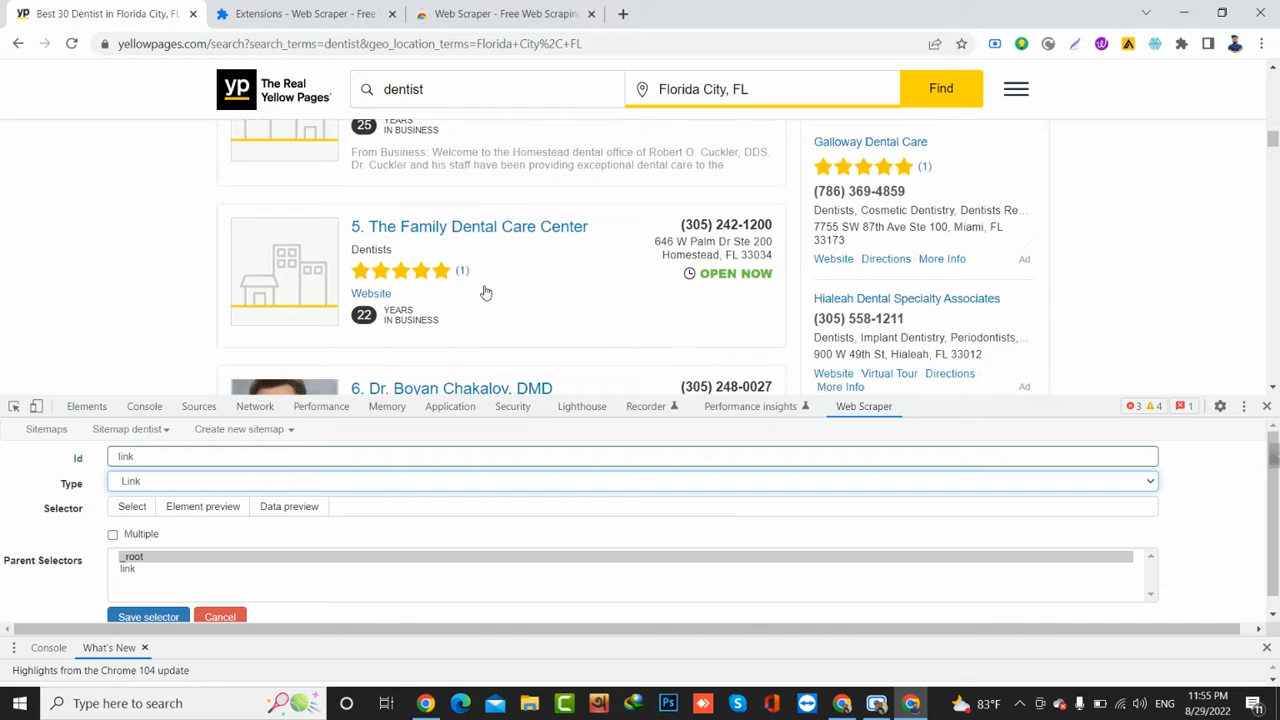 Best 30 Dentist in Florida City, FL
Extensions - Web Scraper - Free V
Web Scraper - Free Web Scraping
yellowpages.com/search?search_terms=dentist&geo_location_terms=Florida+City%2C+FL
yp The Real Yellow Pages
dentist
Florida City, FL
Find
25 YEARS IN BUSINESS
From Business: Welcome to the Homestead dental office of Robert O. Cuckler, DDS.
Dr. Cuckler and his staff have been providing exceptional dental care to the
5. The Family Dental Care Center
(305) 242-1200
Dentists
646 W Palm Dr Ste 200
Homestead, FL 33034
(1)
OPEN NOW
Website
22 YEARS IN BUSINESS
6. Dr. Boyan Chakalov, DMD
(305) 248-0027
Galloway Dental Care
(1)
(786) 369-4859
Dentists, Cosmetic Dentistry, Dentists Re...
7755 SW 87th Ave Ste 100, Miami, FL
33173
Website Directions More Info Ad
Hialeah Dental Specialty Associates
(305) 558-1211
Dentists, Implant Dentistry, Periodontists,...
900 W 49th St, Hialeah, FL 33012
Website Virtual Tour Directions
More Info Ad
Elements Console Sources Network Performance Memory Application Security Lighthouse Recorder Performance insights Web Scraper 3 4 1
Sitemaps Sitemap dentist Create new sitemap
Id link
Type Link
Selector Select Element preview Data preview
Multiple
Parent Selectors _root
link
Save selector Cancel
Console What's New
Highlights from the Chrome 104 update
Type here to search
83°F
ENG
11:55 PM
8/29/2022
11